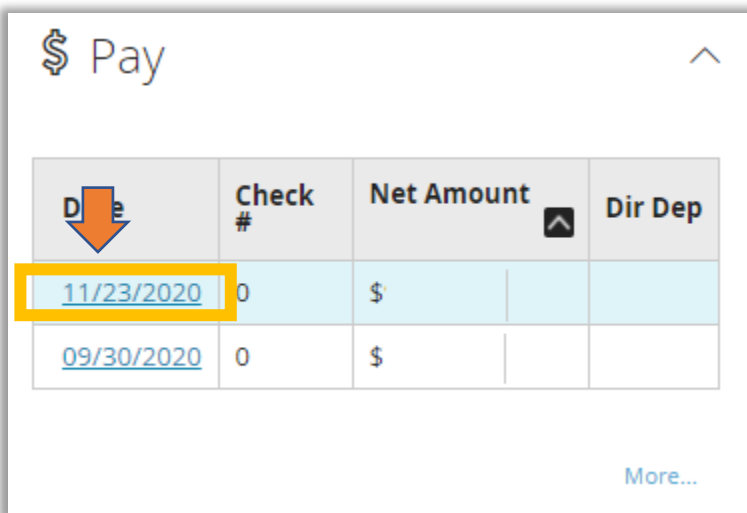 $ Pay
Check
#
Net Amount
Dir Dep
11/23/2020 0 $
09/30/2020 0 $
More...